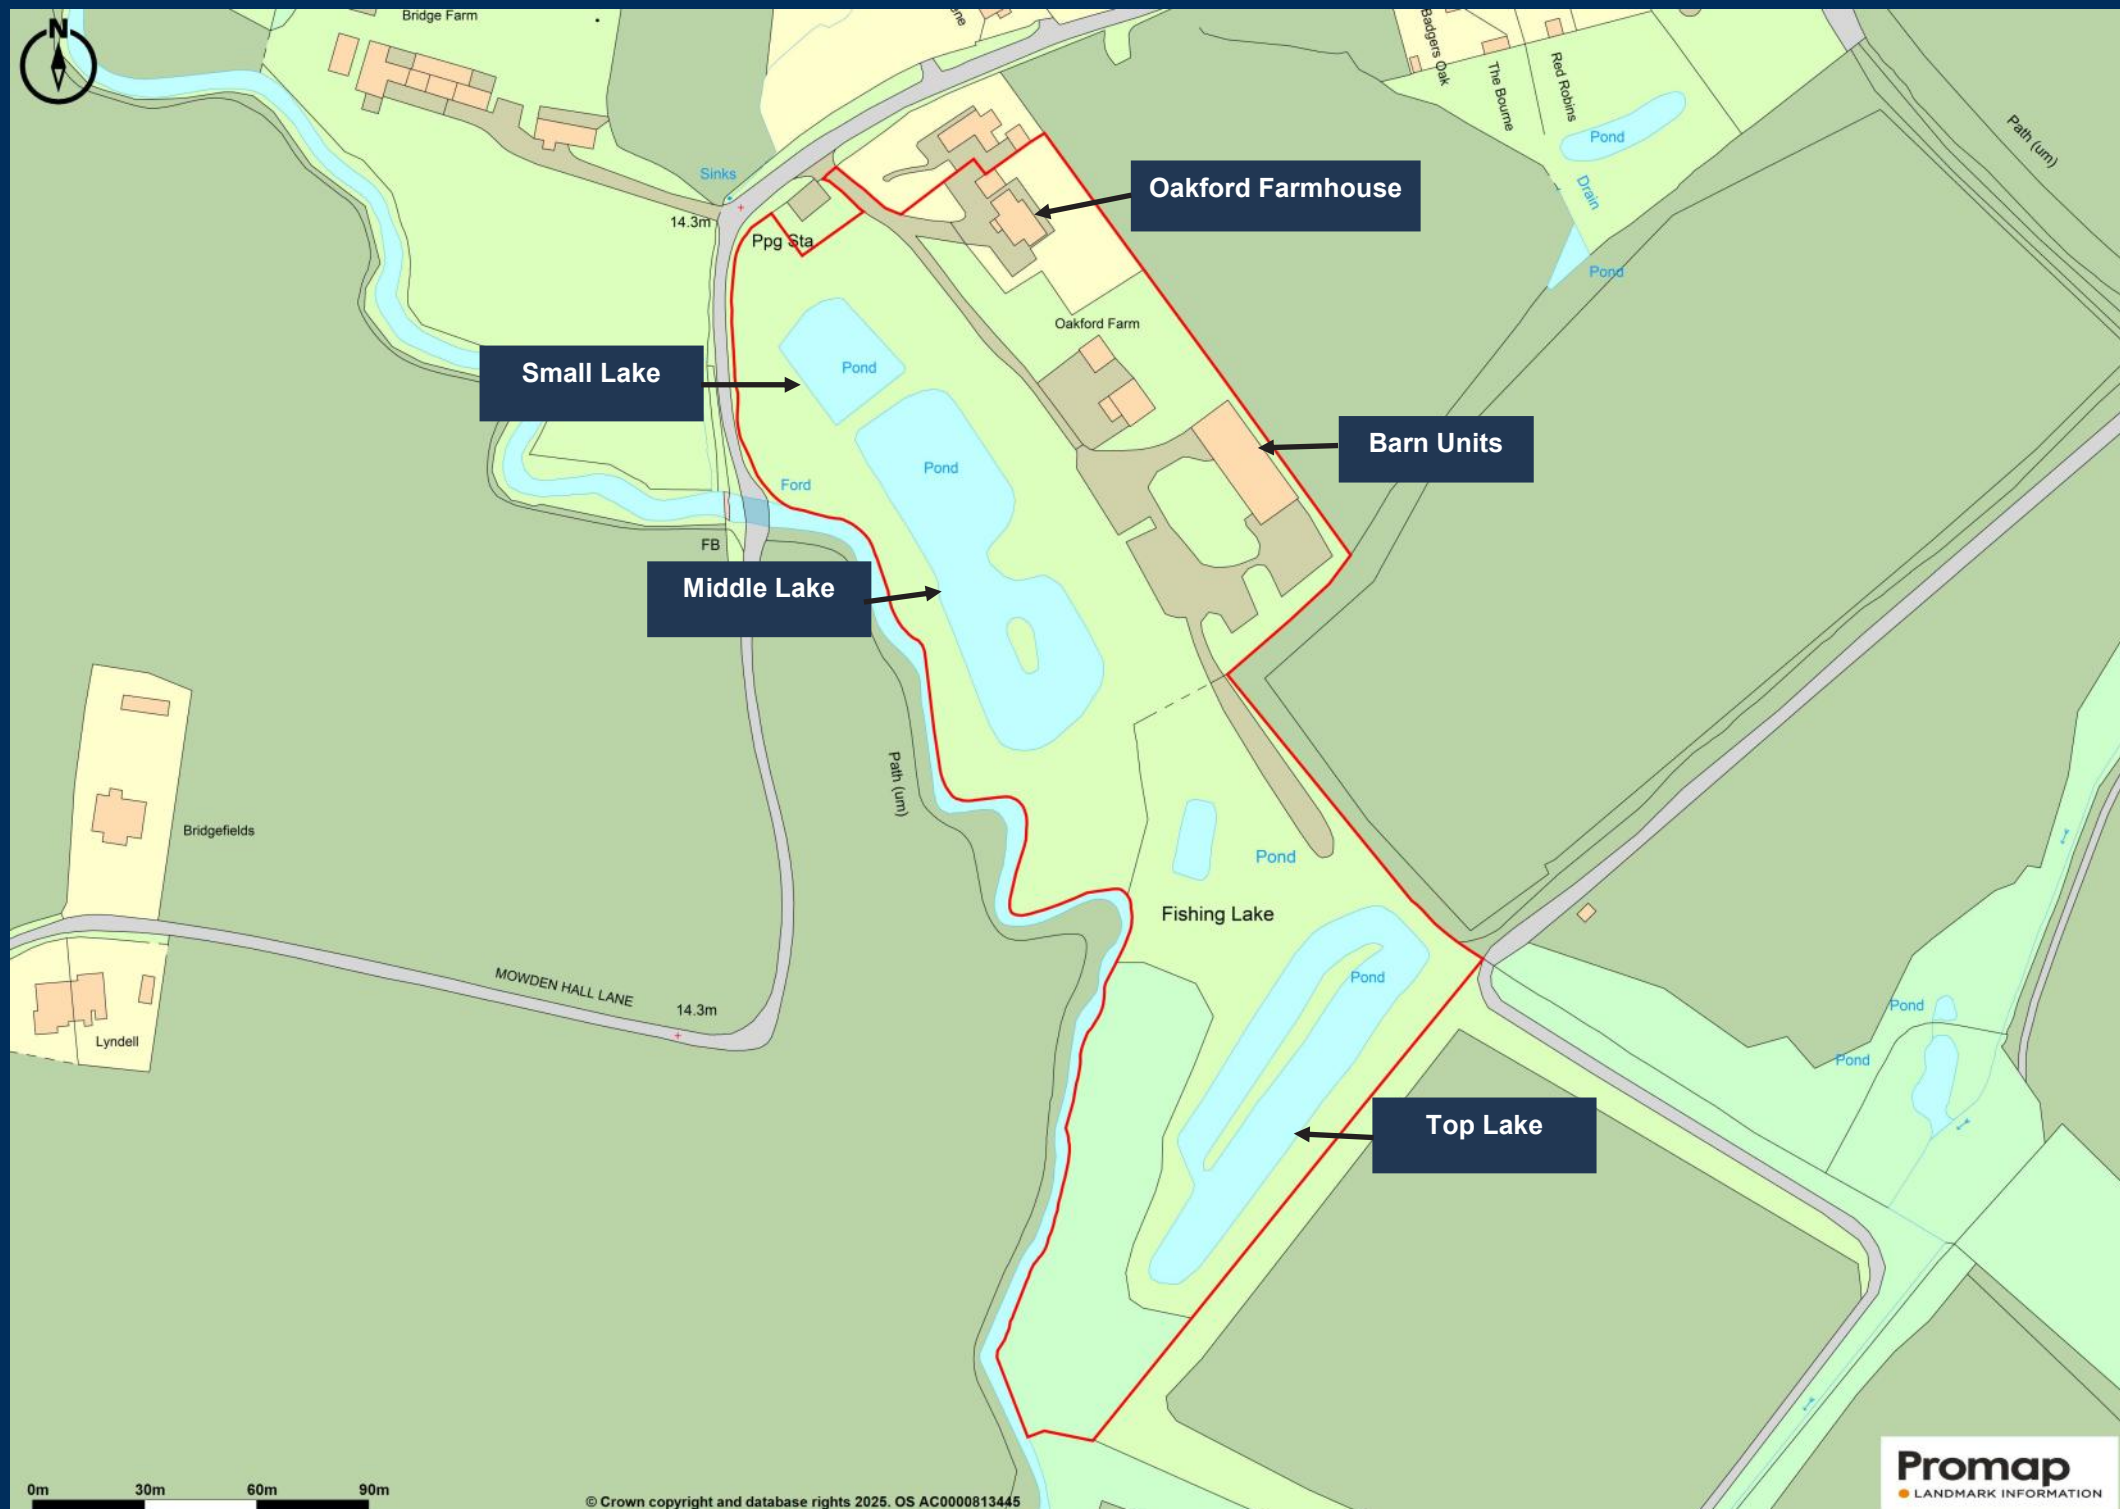 N
Bridge Farm
Badgers Oak
The Bourne
Red Robins
Pond
Path (um)
Sinks
Drain
Oakford Farmhouse
14.3m
Ppg Sta
Pond
Oakford Farm
Small Lake
Pond
Barn Units
Pond
Ford
FB
Middle Lake
Path (um)
Bridgefields
Pond
Fishing Lake
Pond
MOWDEN HALL LANE
14.3m
Pond
Lyndell
Pond
Top Lake
0m 30m 60m 90m
© Crown copyright and database rights 2025. OS AC0000813445
Promap
LANDMARK INFORMATION